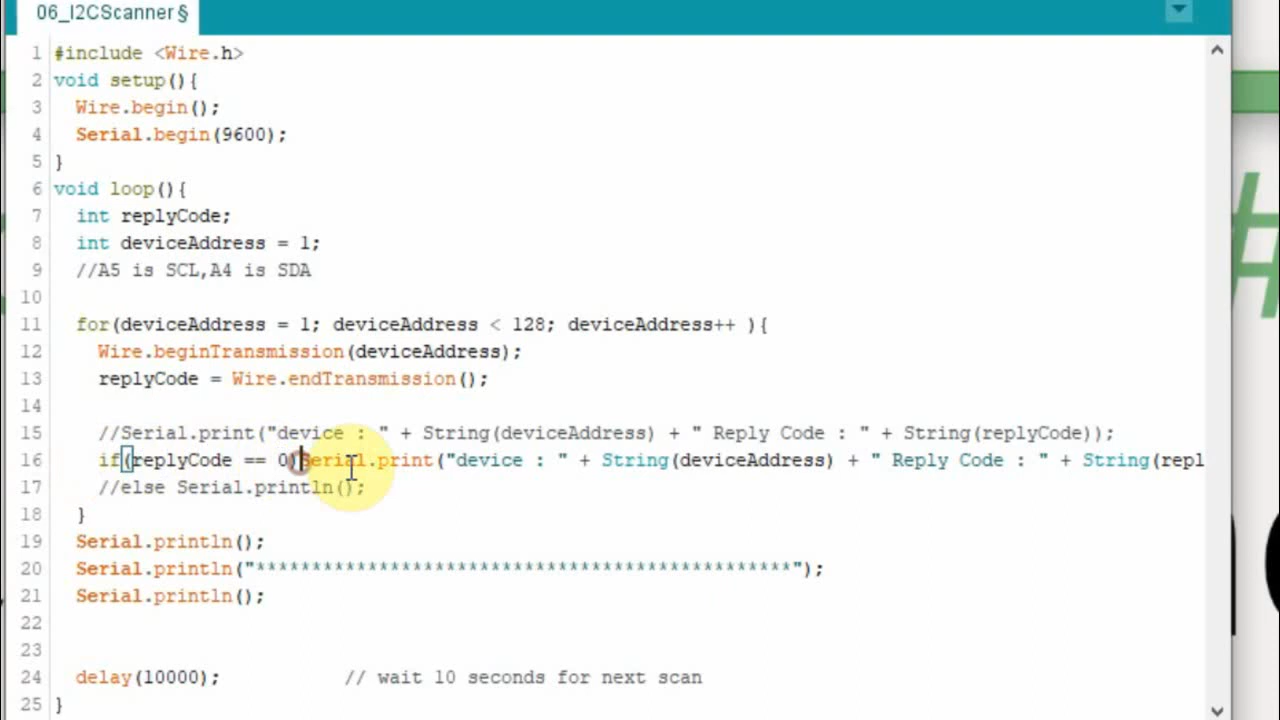 06_I2CScanner §
1 #include <Wire.h>
2 void setup(){
3 Wire.begin();
4 Serial.begin(9600);
5 }
6 void loop(){
7 int replyCode;
8 int deviceAddress = 1;
9 //A5 is SCL,A4 is SDA
10
11 for(deviceAddress = 1; deviceAddress < 128; deviceAddress++ ){
12 Wire.beginTransmission(deviceAddress);
13 replyCode = Wire.endTransmission();
14
15 //Serial.print("device : " + String(deviceAddress) + " Reply Code : " + String(replyCode));
16 if(replyCode == 0)Serial.print("device : " + String(deviceAddress) + " Reply Code : " + String(repl
17 //else Serial.println();
18 }
19 Serial.println();
20 Serial.println("************************************************");
21 Serial.println();
22
23
24 delay(10000); // wait 10 seconds for next scan
25 }
#